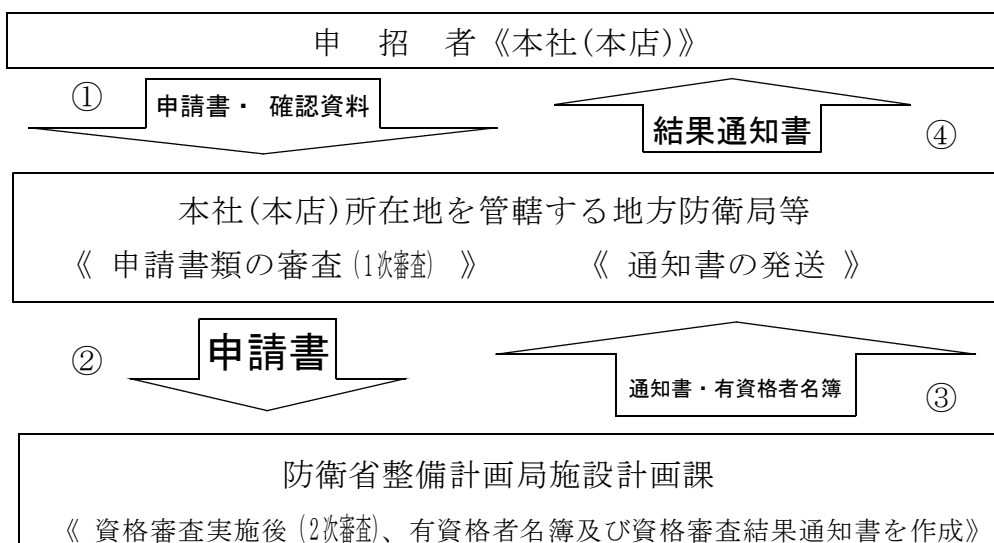 申 招 者《本社(本店)》
① 申請書・ 確認資料
結果通知書 ④
本社(本店)所在地を管轄する地方防衛局等
《 申請書類の審査(1次審査) 》 《 通知書の発送 》
② 申請書
通知書・有資格者名簿 ③
防衛省整備計画局施設計画課
《 資格審査実施後(2次審査)、有資格者名簿及び資格審査結果通知書を作成》